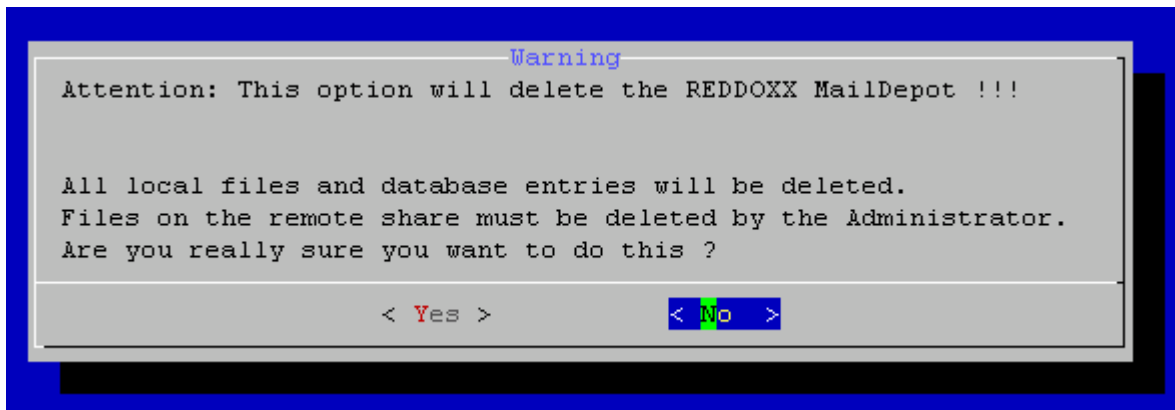 Warning
Attention: This option will delete the REDDOXX MailDepot !!!
All local files and database entries will be deleted.
Files on the remote share must be deleted by the Administrator.
Are you really sure you want to do this ?
< Yes > < No >